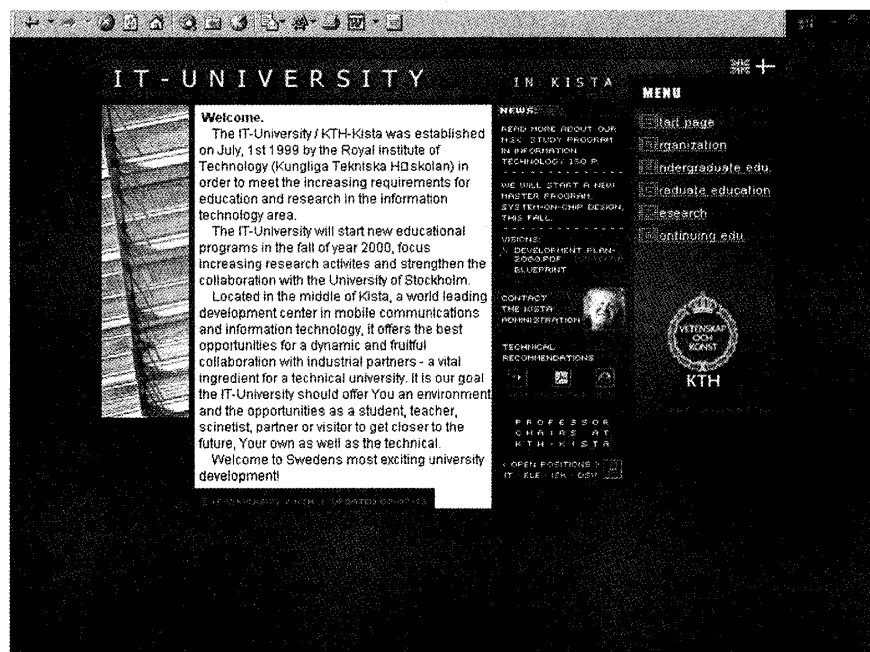 IT-UNIVERSITY
IN KISTA
Welcome.
The IT-University / KTH-Kista was established
on July, 1st 1999 by the Royal institute of
Technology (Kungliga Tekniska H□skolan) in
order to meet the increasing requirements for
education and research in the information
technology area.
The IT-University will start new educational
programs in the fall of year 2000, focus
increasing research activites and strengthen the
collaboration with the University of Stockholm.
Located in the middle of Kista, a world leading
development center in mobile communications
and information technology, it offers the best
opportunities for a dynamic and fruitful
collaboration with industrial partners - a vital
ingredient for a technical university. It is our goal
the IT-University should offer You an environment
and the opportunities as a student, teacher,
scinetist, partner or visitor to get closer to the
future, Your own as well as the technical.
Welcome to Swedens most exciting university
development!
NEWS:
READ MORE ABOUT OUR
M.SC. STUDY PROGRAM
IN INFORMATION
TECHNOLOGY 180 P.
WE WILL START A NEW
MASTER PROGRAM,
SYSTEM-ON-CHIP DESIGN,
THIS FALL.
VISIONS:
DEVELOPMENT PLAN-
2000.PDF
BLUEPRINT
CONTACT
THE KISTA
ADMINISTRATION
TECHNICAL
RECOMMENDATIONS
PROFESSOR
CHAIRS AT
KTH-KISTA
OPEN POSITIONS
MENU
tart page
rganization
ndergraduate edu.
raduate education
esearch
ontinuing edu.
VETENSKAP
OCH
KONST
KTH